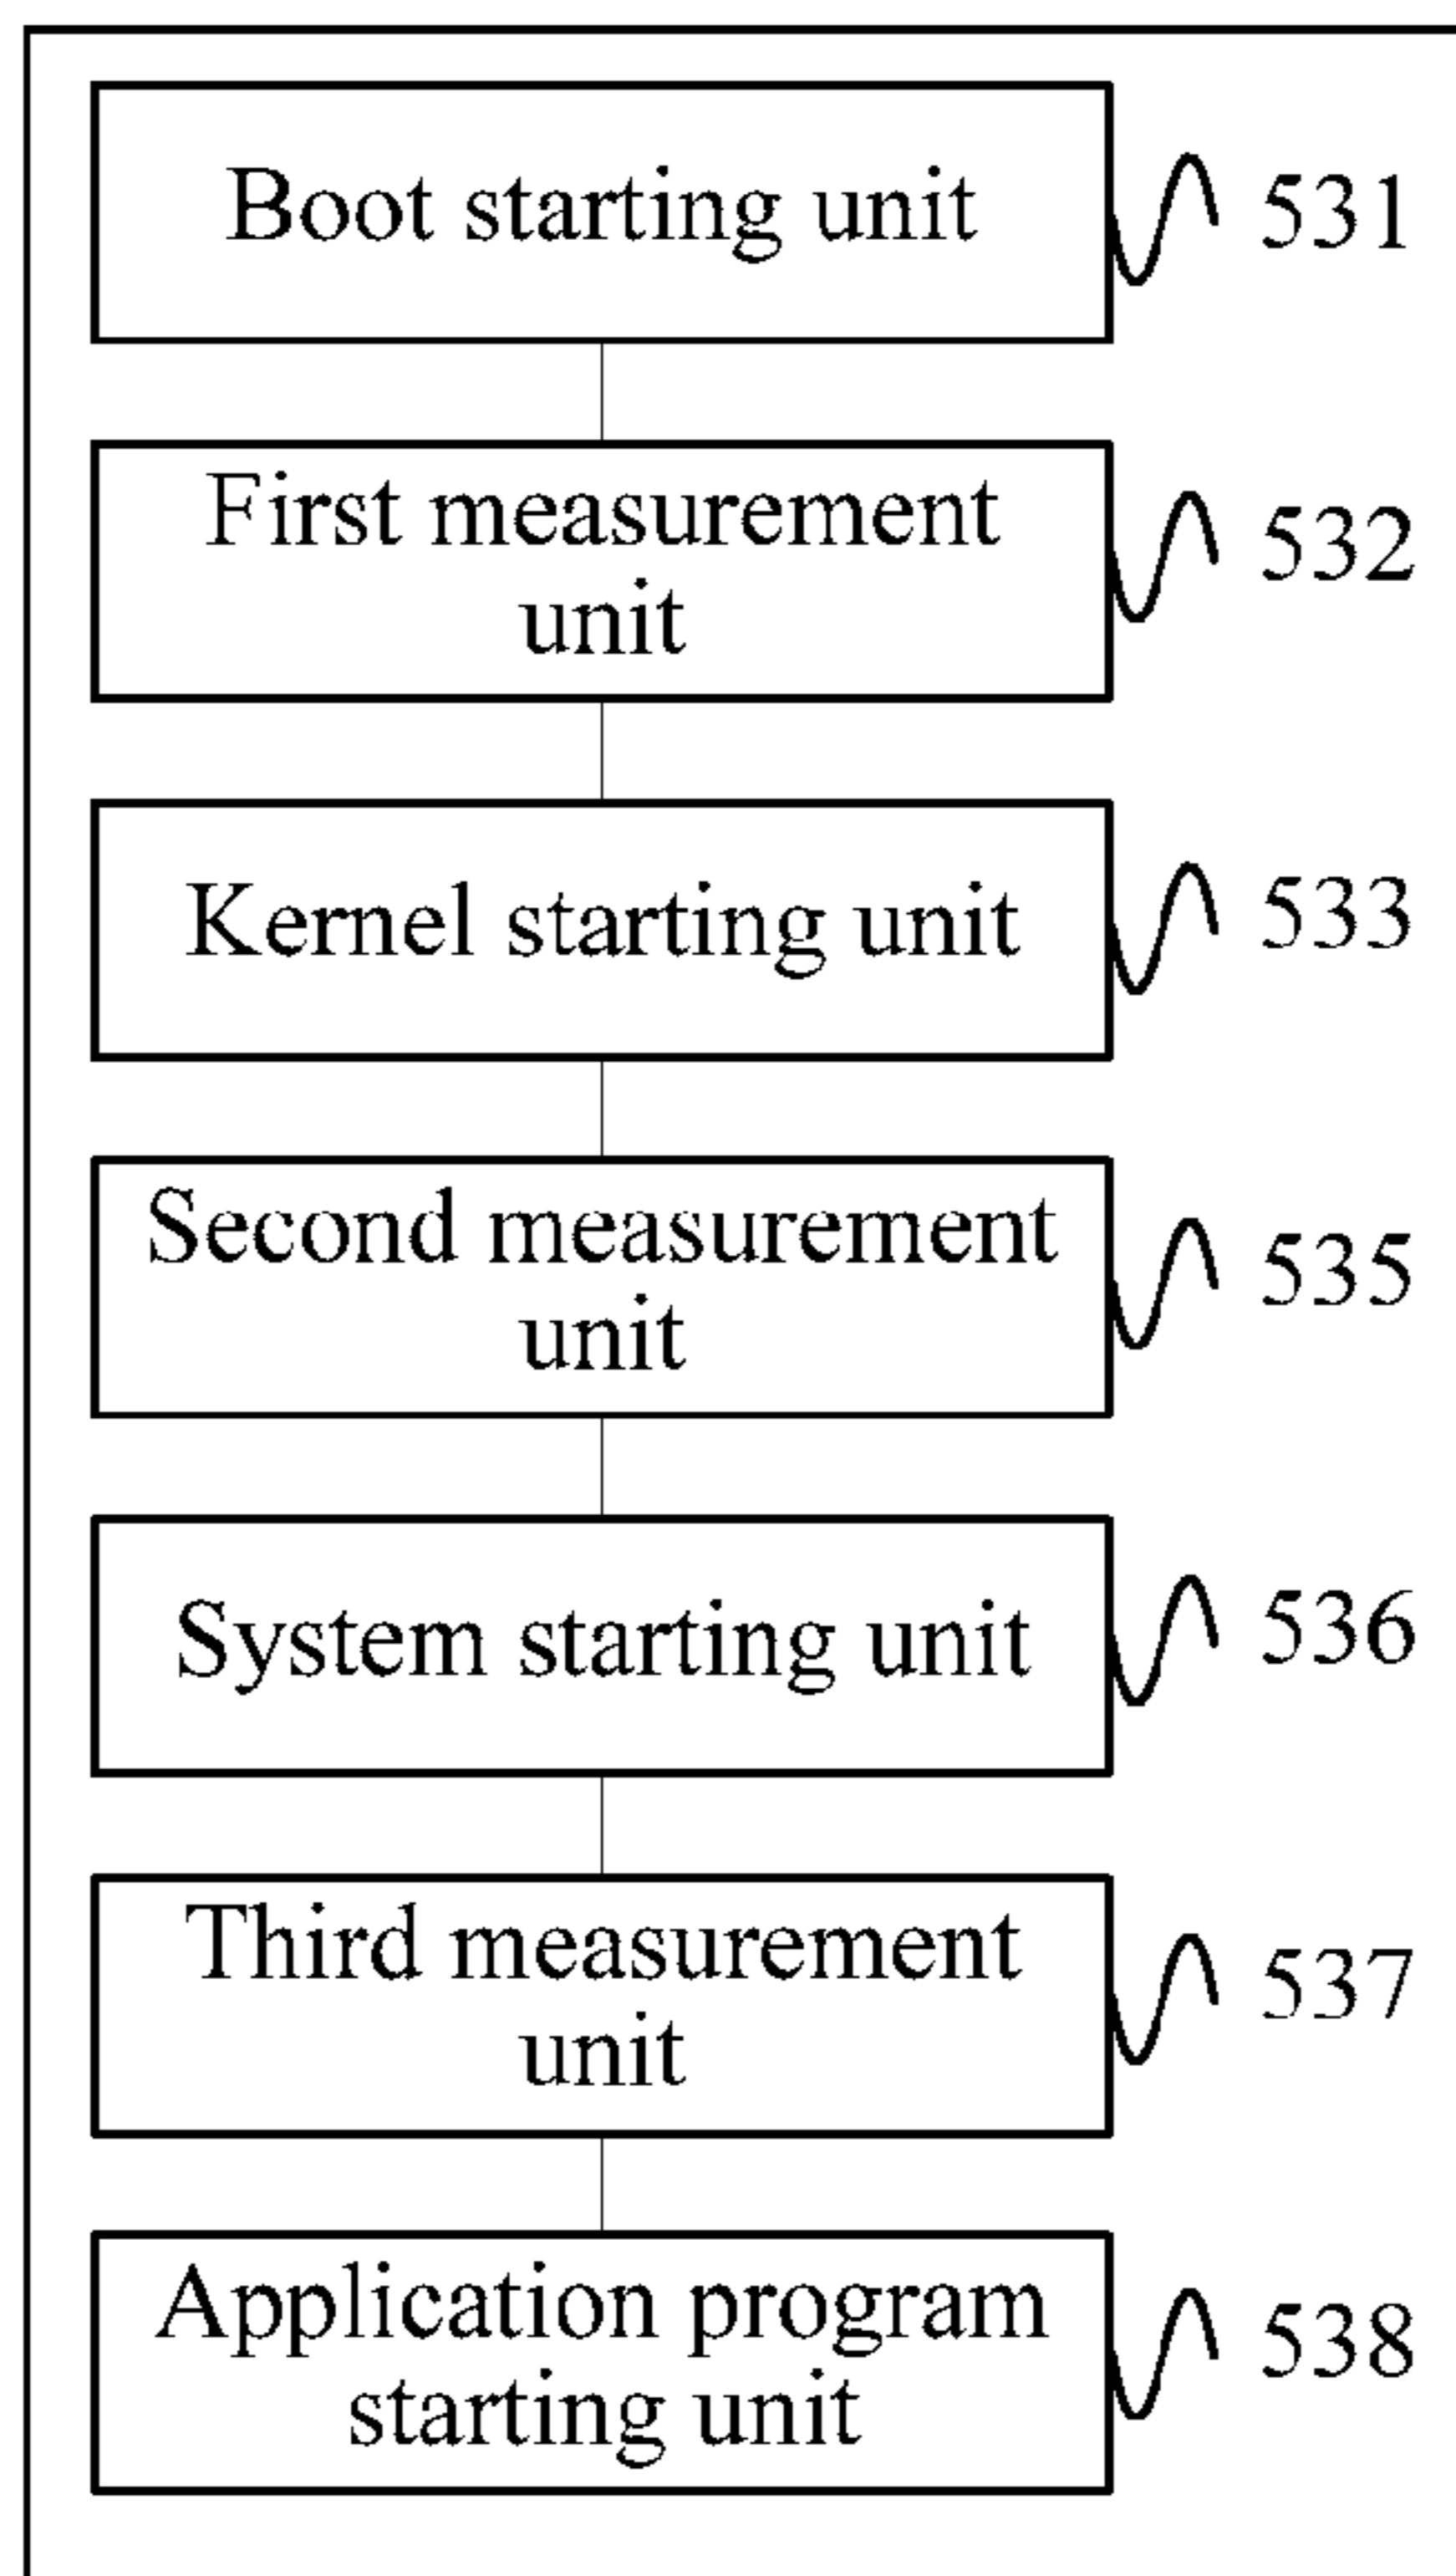 Boot starting unit
531
First measurement
unit
532
Kernel starting unit
533
Second measurement
unit
535
System starting unit
536
Third measurement
unit
537
Application program
starting unit
538